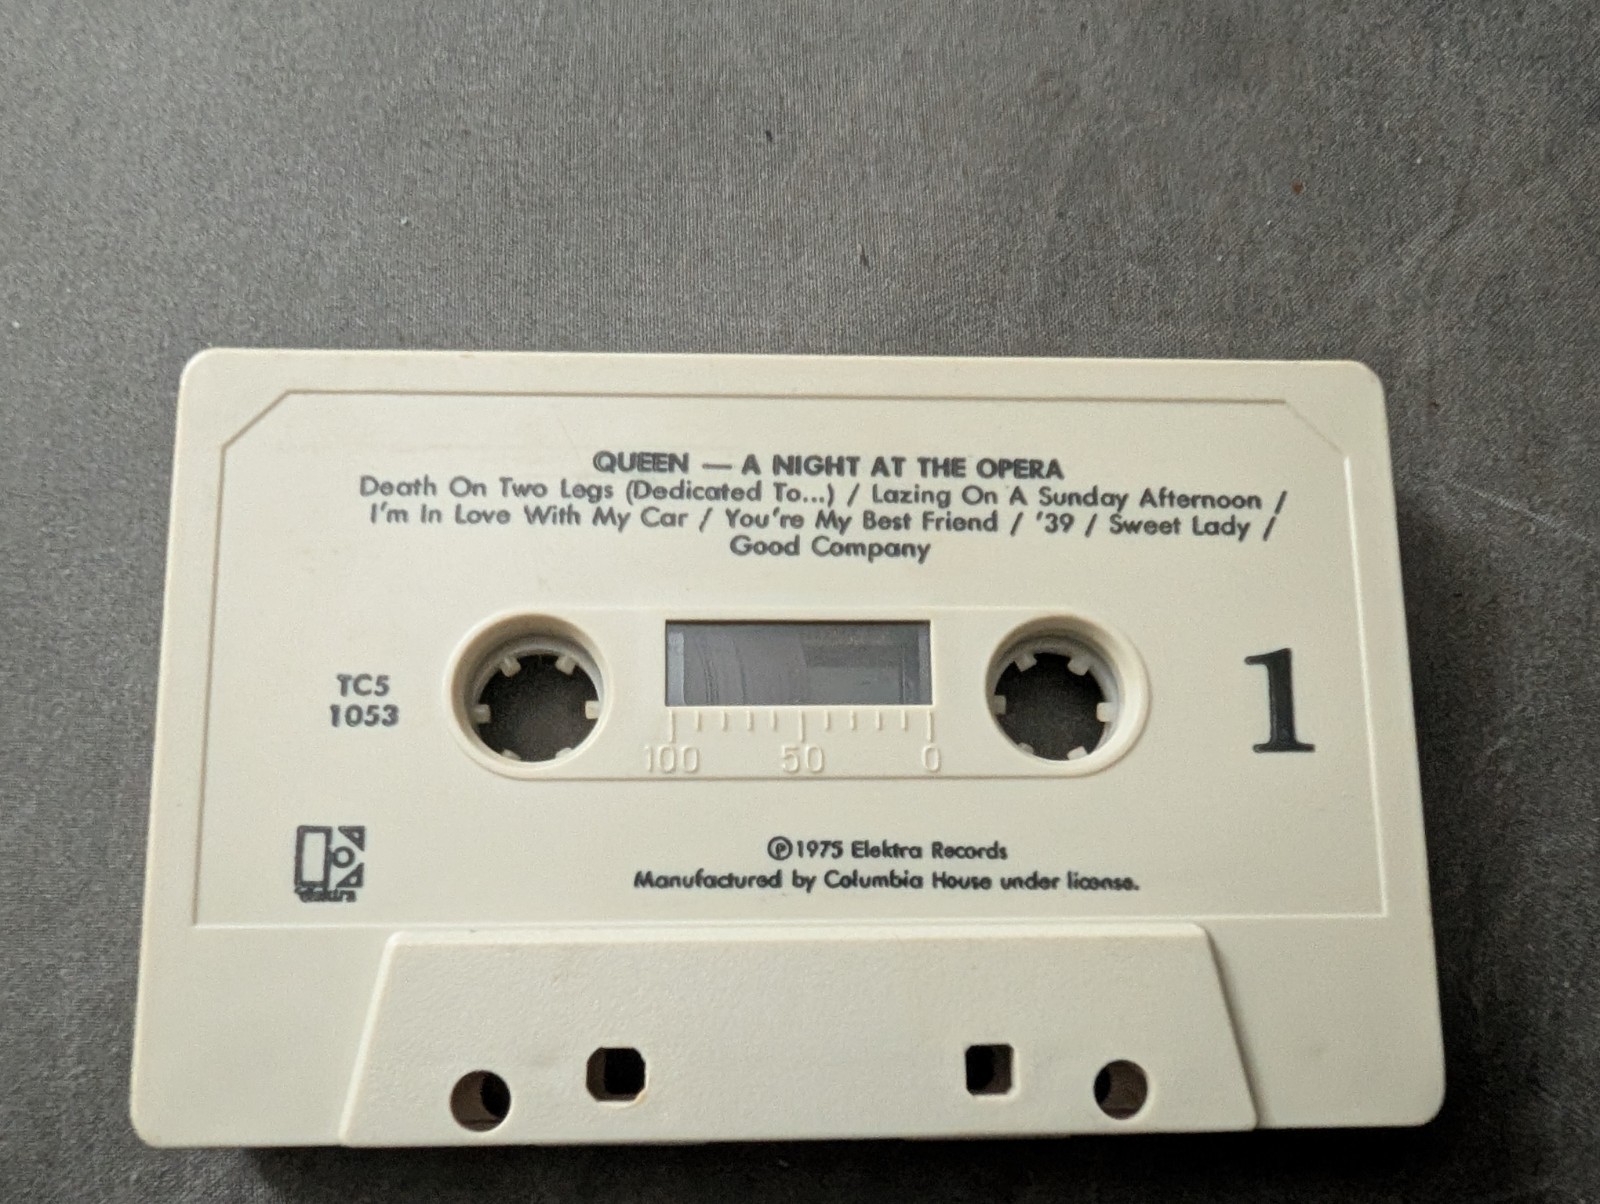 QUEEN — A NIGHT AT THE OPERA
Death On Two Legs (Dedicated To...) / Lazing On A Sunday Afternoon /
I'm In Love With My Car / You're My Best Friend / '39 / Sweet Lady /
Good Company
TC5
1053
1
100 50 0
Elektra
Ⓟ1975 Elektra Records
Manufactured by Columbia House under license.